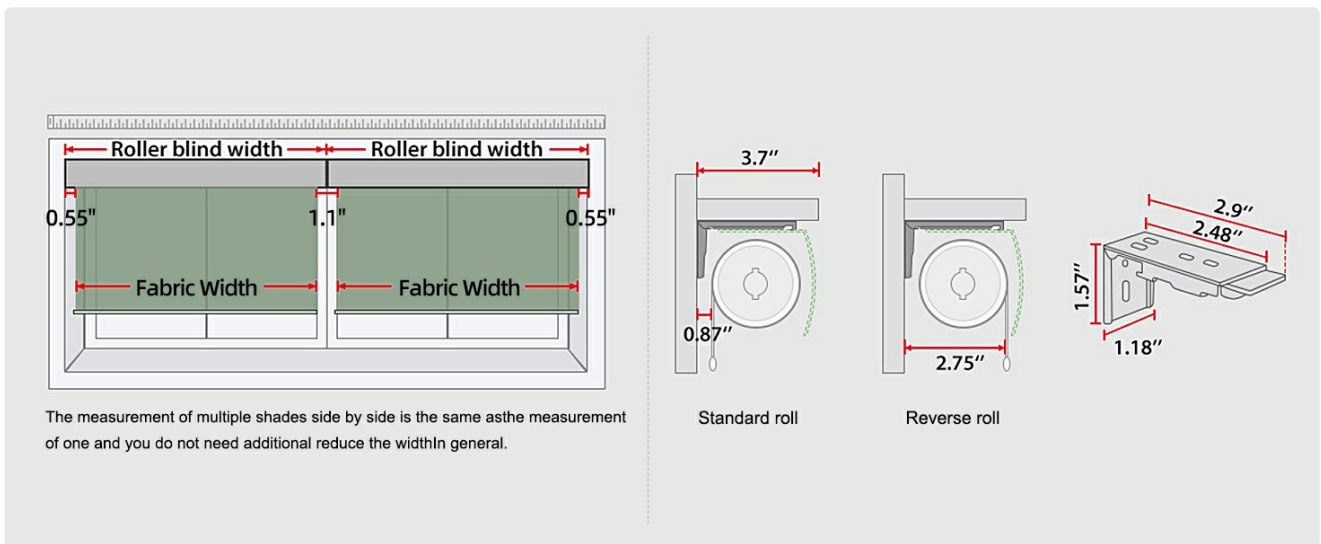 Roller blind width
Roller blind width
0.55"
1.1"
0.55"
Fabric Width
Fabric Width
The measurement of multiple shades side by side is the same asthe measurement
of one and you do not need additional reduce the widthIn general.
3.7″
0.87″
Standard roll
2.75″
Reverse roll
2.9″
2.48″
1.57″
1.18″